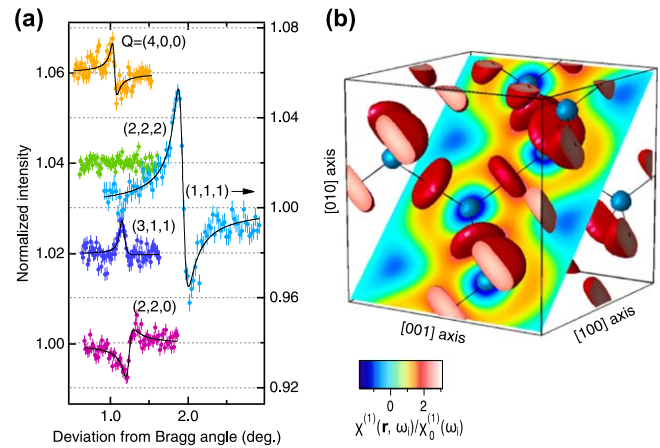 (a)
1.08
Q=(4,0,0)
1.06
1.04
(2,2,2)
1.04
(1,1,1)
1.00
(3,1,1)
1.02
0.96
(2,2,0)
1.00
0.92
1.0
2.0
Normalized intensity
Deviation from Bragg angle (deg.)
(b)
[010] axis
[001] axis
[100] axis
0
2
χ⁽¹⁾(r, ωᵢ)/χ₀⁽¹⁾(ωᵢ)